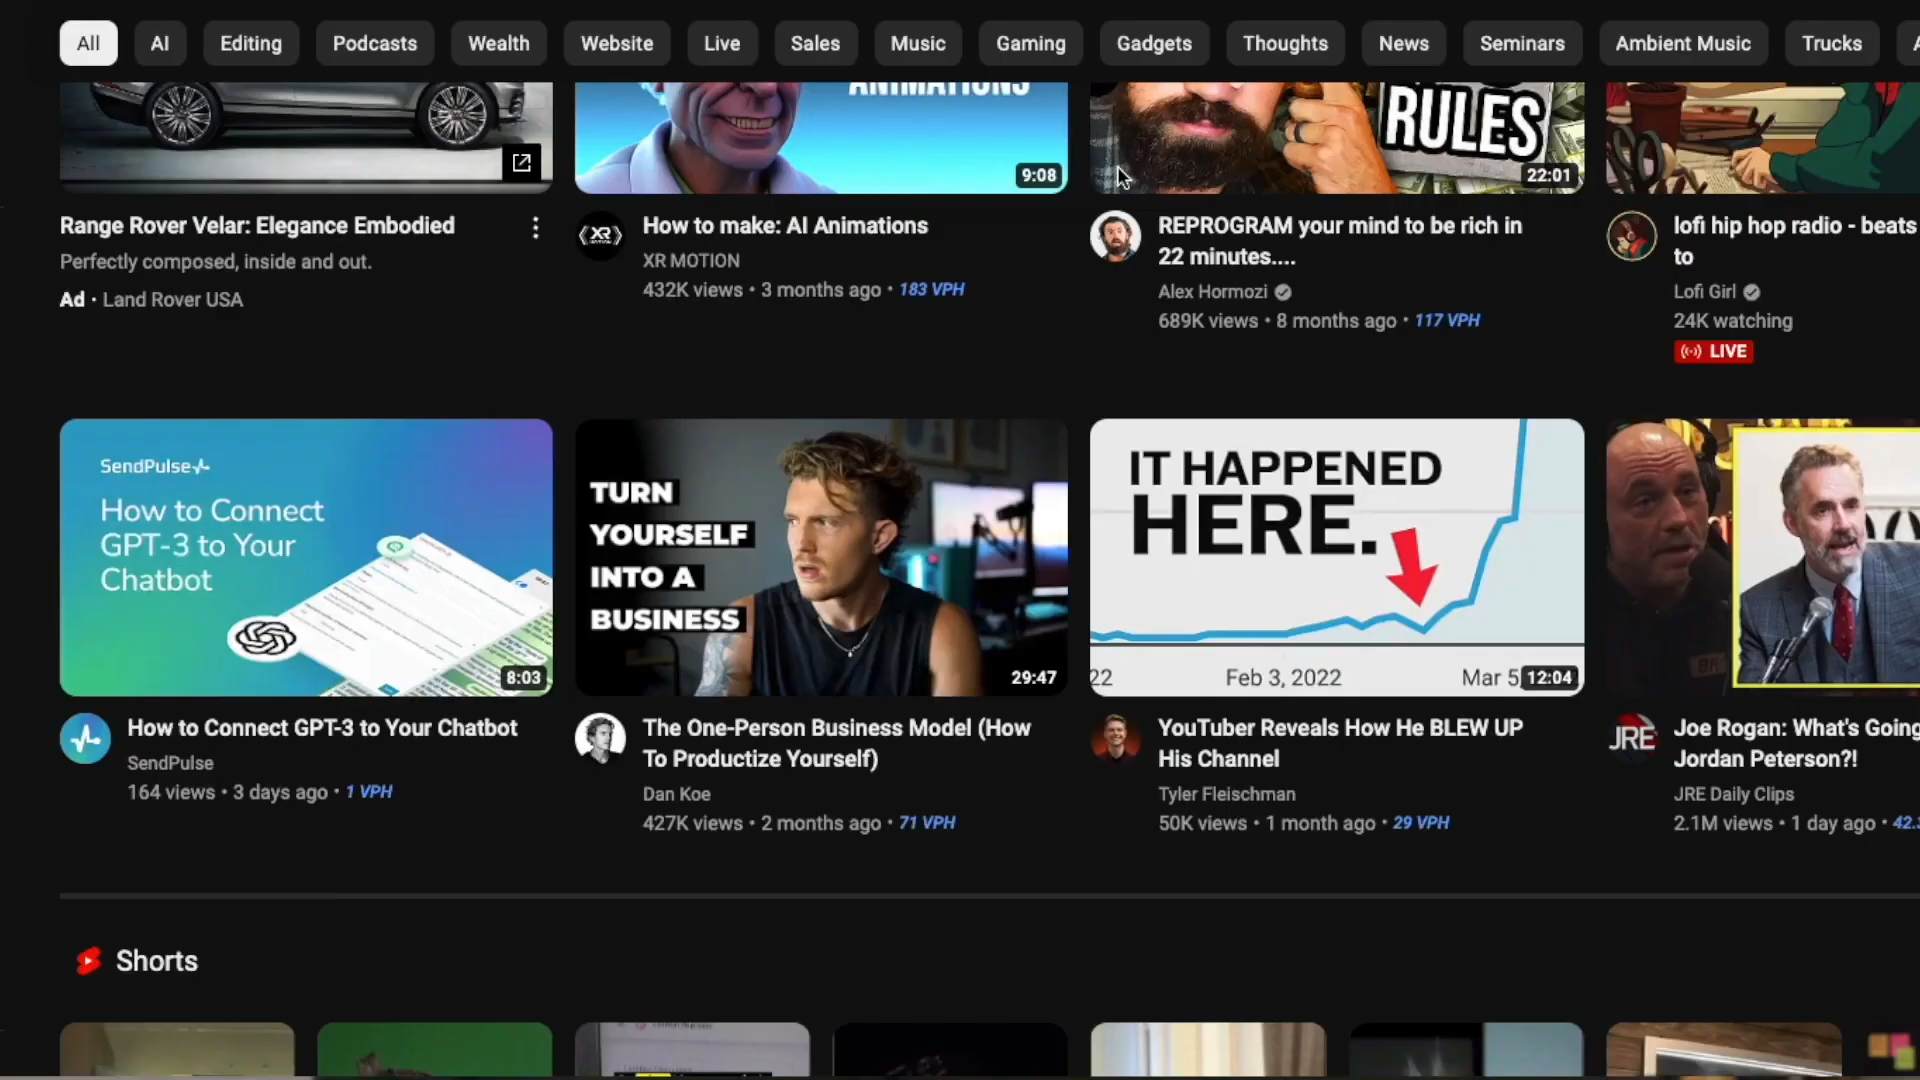 All
AI
Editing
Podcasts
Wealth
Website
Live
Sales
Music
Gaming
Gadgets
Thoughts
News
Seminars
Ambient Music
Trucks
ANIMATIONS
RULES
9:08
22:01
Range Rover Velar: Elegance Embodied
Perfectly composed, inside and out.
Ad · Land Rover USA
XR
How to make: AI Animations
XR MOTION
432K views • 3 months ago • 183 VPH
REPROGRAM your mind to be rich in
22 minutes....
Alex Hormozi
689K views • 8 months ago • 117 VPH
lofi hip hop radio - beats
to
Lofi Girl
24K watching
LIVE
SendPulse
How to Connect
GPT-3 to Your
Chatbot
8:03
TURN
YOURSELF
INTO A
BUSINESS
29:47
IT HAPPENED
HERE.
22
Feb 3, 2022
Mar 5
12:04
How to Connect GPT-3 to Your Chatbot
SendPulse
164 views • 3 days ago • 1 VPH
The One-Person Business Model (How
To Productize Yourself)
Dan Koe
427K views • 2 months ago • 71 VPH
YouTuber Reveals How He BLEW UP
His Channel
Tyler Fleischman
50K views • 1 month ago • 29 VPH
JRE
Joe Rogan: What's Going
Jordan Peterson?!
JRE Daily Clips
2.1M views • 1 day ago • 42.
Shorts